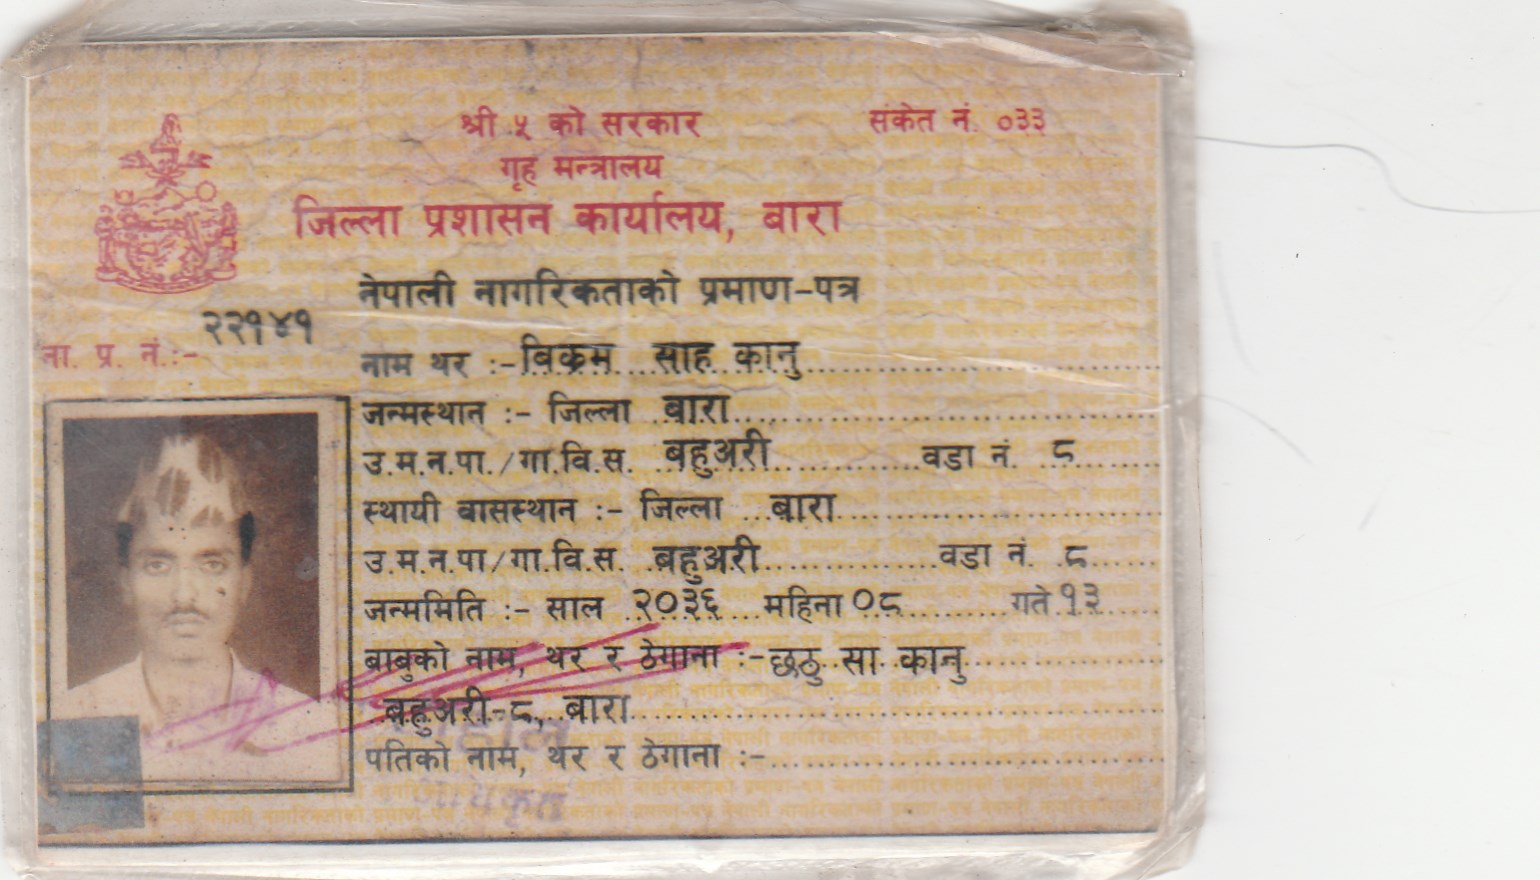 श्री ५ को सरकार
संकेत नं. ०३३
गृह मन्त्रालय
जिल्ला प्रशासन कार्यालय, बारा
नेपाली नागरिकताको प्रमाण-पत्र
ना. प्र. नं.:- २२१४१
नाम थर :- बिक्रम साह कानु
जन्मस्थान :- जिल्ला बारा
उ.म.न.पा./गा.वि.स. बहुअरी वडा नं. ८
स्थायी बासस्थान :- जिल्ला बारा
उ.म.न.पा/गा.वि.स. बहुअरी वडा नं. ८
जन्ममिति :- साल २०३६ महिना ०८ गते १३
बाबुको नाम, थर र ठेगाना :- छठु सा कानु
बहुअरी-८, बारा
पतिको नाम, थर र ठेगाना :-